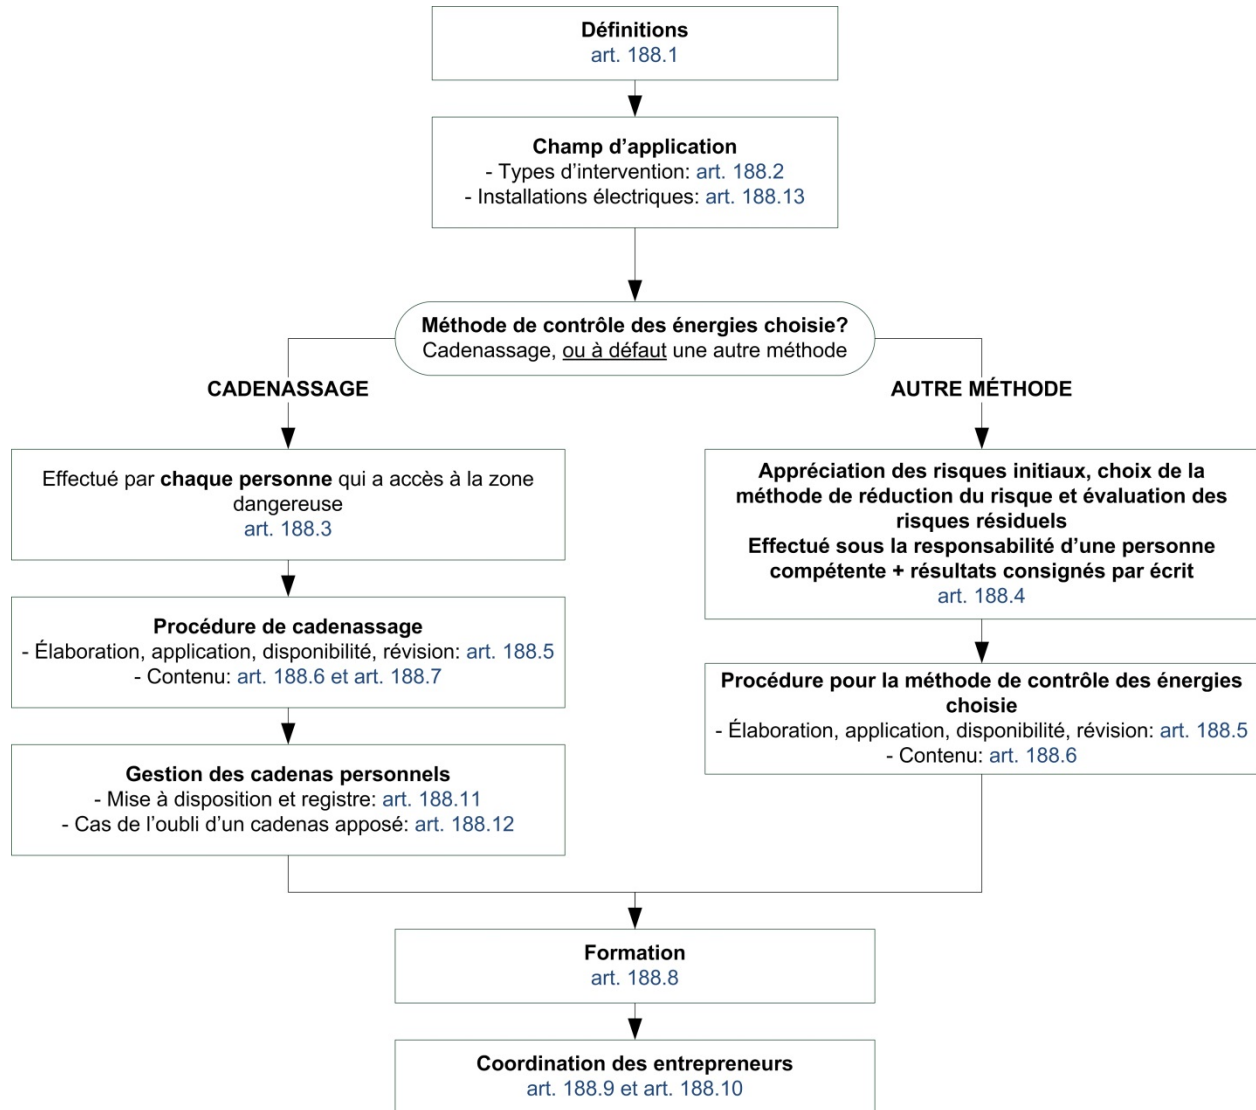 Définitions
art. 188.1
Champ d’application
- Types d’intervention: art. 188.2
- Installations électriques: art. 188.13
Méthode de contrôle des énergies choisie?
Cadenassage, ou à défaut une autre méthode
CADENASSAGE
AUTRE MÉTHODE
Effectué par chaque personne qui a accès à la zone
dangereuse
art. 188.3
Procédure de cadenassage
- Élaboration, application, disponibilité, révision: art. 188.5
- Contenu: art. 188.6 et art. 188.7
Gestion des cadenas personnels
- Mise à disposition et registre: art. 188.11
- Cas de l’oubli d’un cadenas apposé: art. 188.12
Appréciation des risques initiaux, choix de la
méthode de réduction du risque et évaluation des
risques résiduels
Effectué sous la responsabilité d’une personne
compétente + résultats consignés par écrit
art. 188.4
Procédure pour la méthode de contrôle des énergies
choisie
- Élaboration, application, disponibilité, révision: art. 188.5
- Contenu: art. 188.6
Formation
art. 188.8
Coordination des entrepreneurs
art. 188.9 et art. 188.10